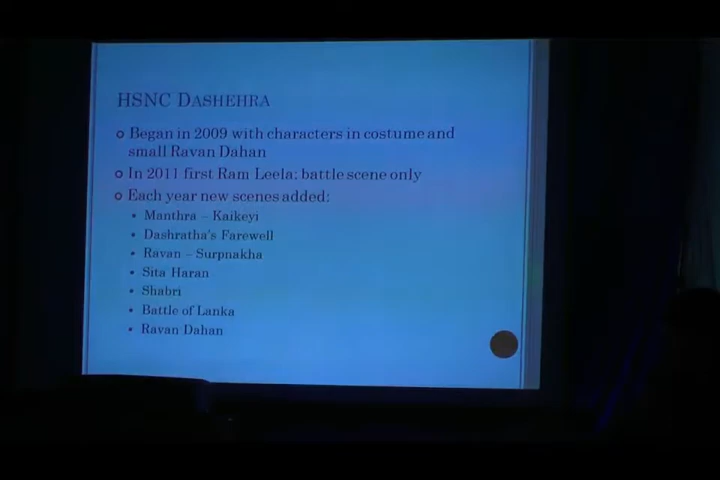 HSNC DASHEHRA
Began in 2009 with characters in costume and
small Ravan Dahan
In 2011 first Ram Leela: battle scene only
Each year new scenes added:
Manthra – Kaikeyi
Dashratha's Farewell
Ravan – Surpnakha
Sita Haran
Shabri
Battle of Lanka
Ravan Dahan